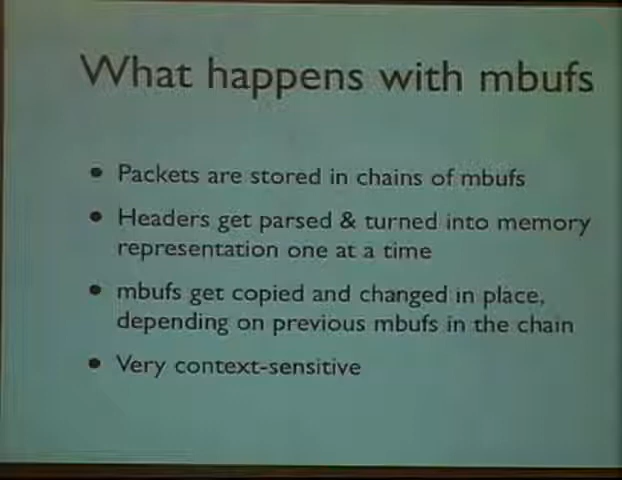 What happens with mbufs
• Packets are stored in chains of mbufs
• Headers get parsed & turned into memory
representation one at a time
• mbufs get copied and changed in place,
depending on previous mbufs in the chain
• Very context-sensitive